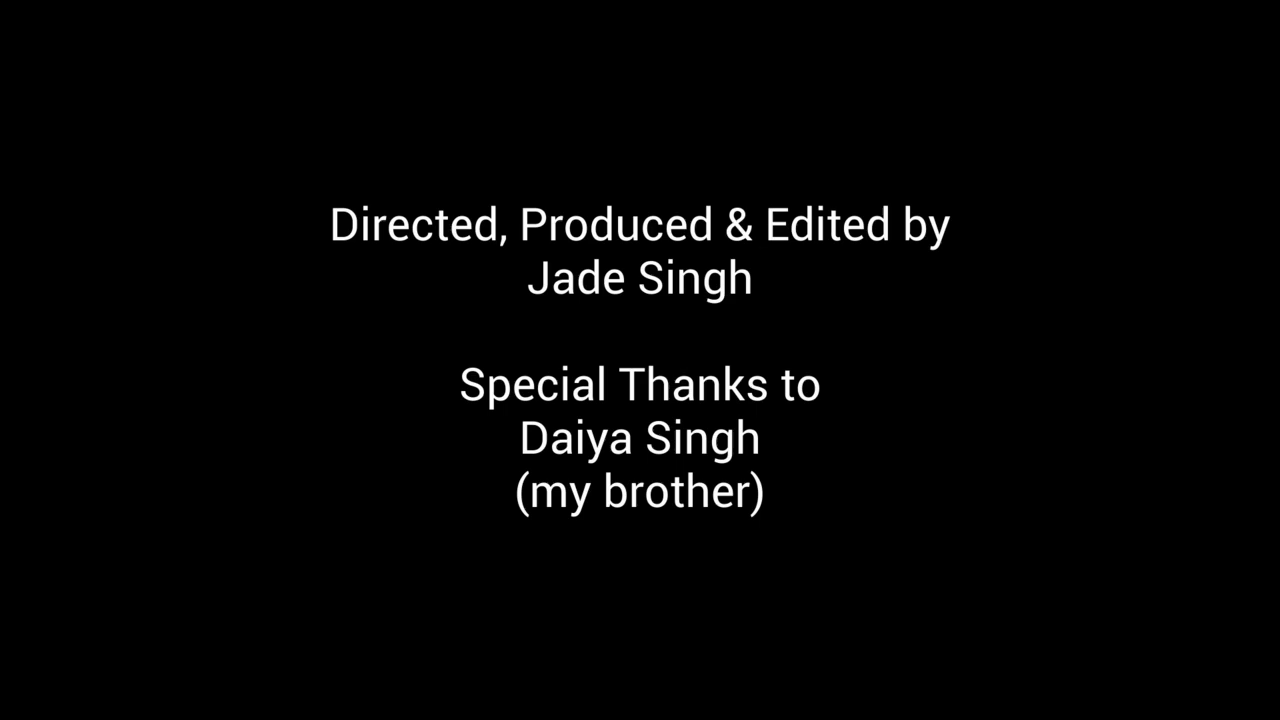 Directed, Produced & Edited by
Jade Singh
Special Thanks to
Daiya Singh
(my brother)